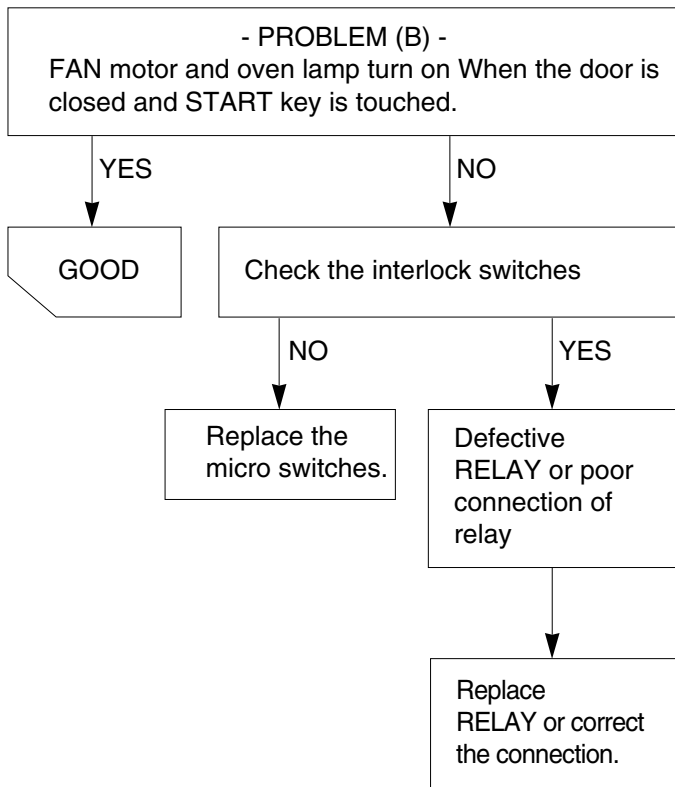 - PROBLEM (B) -
FAN motor and oven lamp turn on When the door is
closed and START key is touched.
YES
NO
GOOD
Check the interlock switches
NO
YES
Replace the
micro switches.
Defective
RELAY or poor
connection of
relay
Replace
RELAY or correct
the connection.